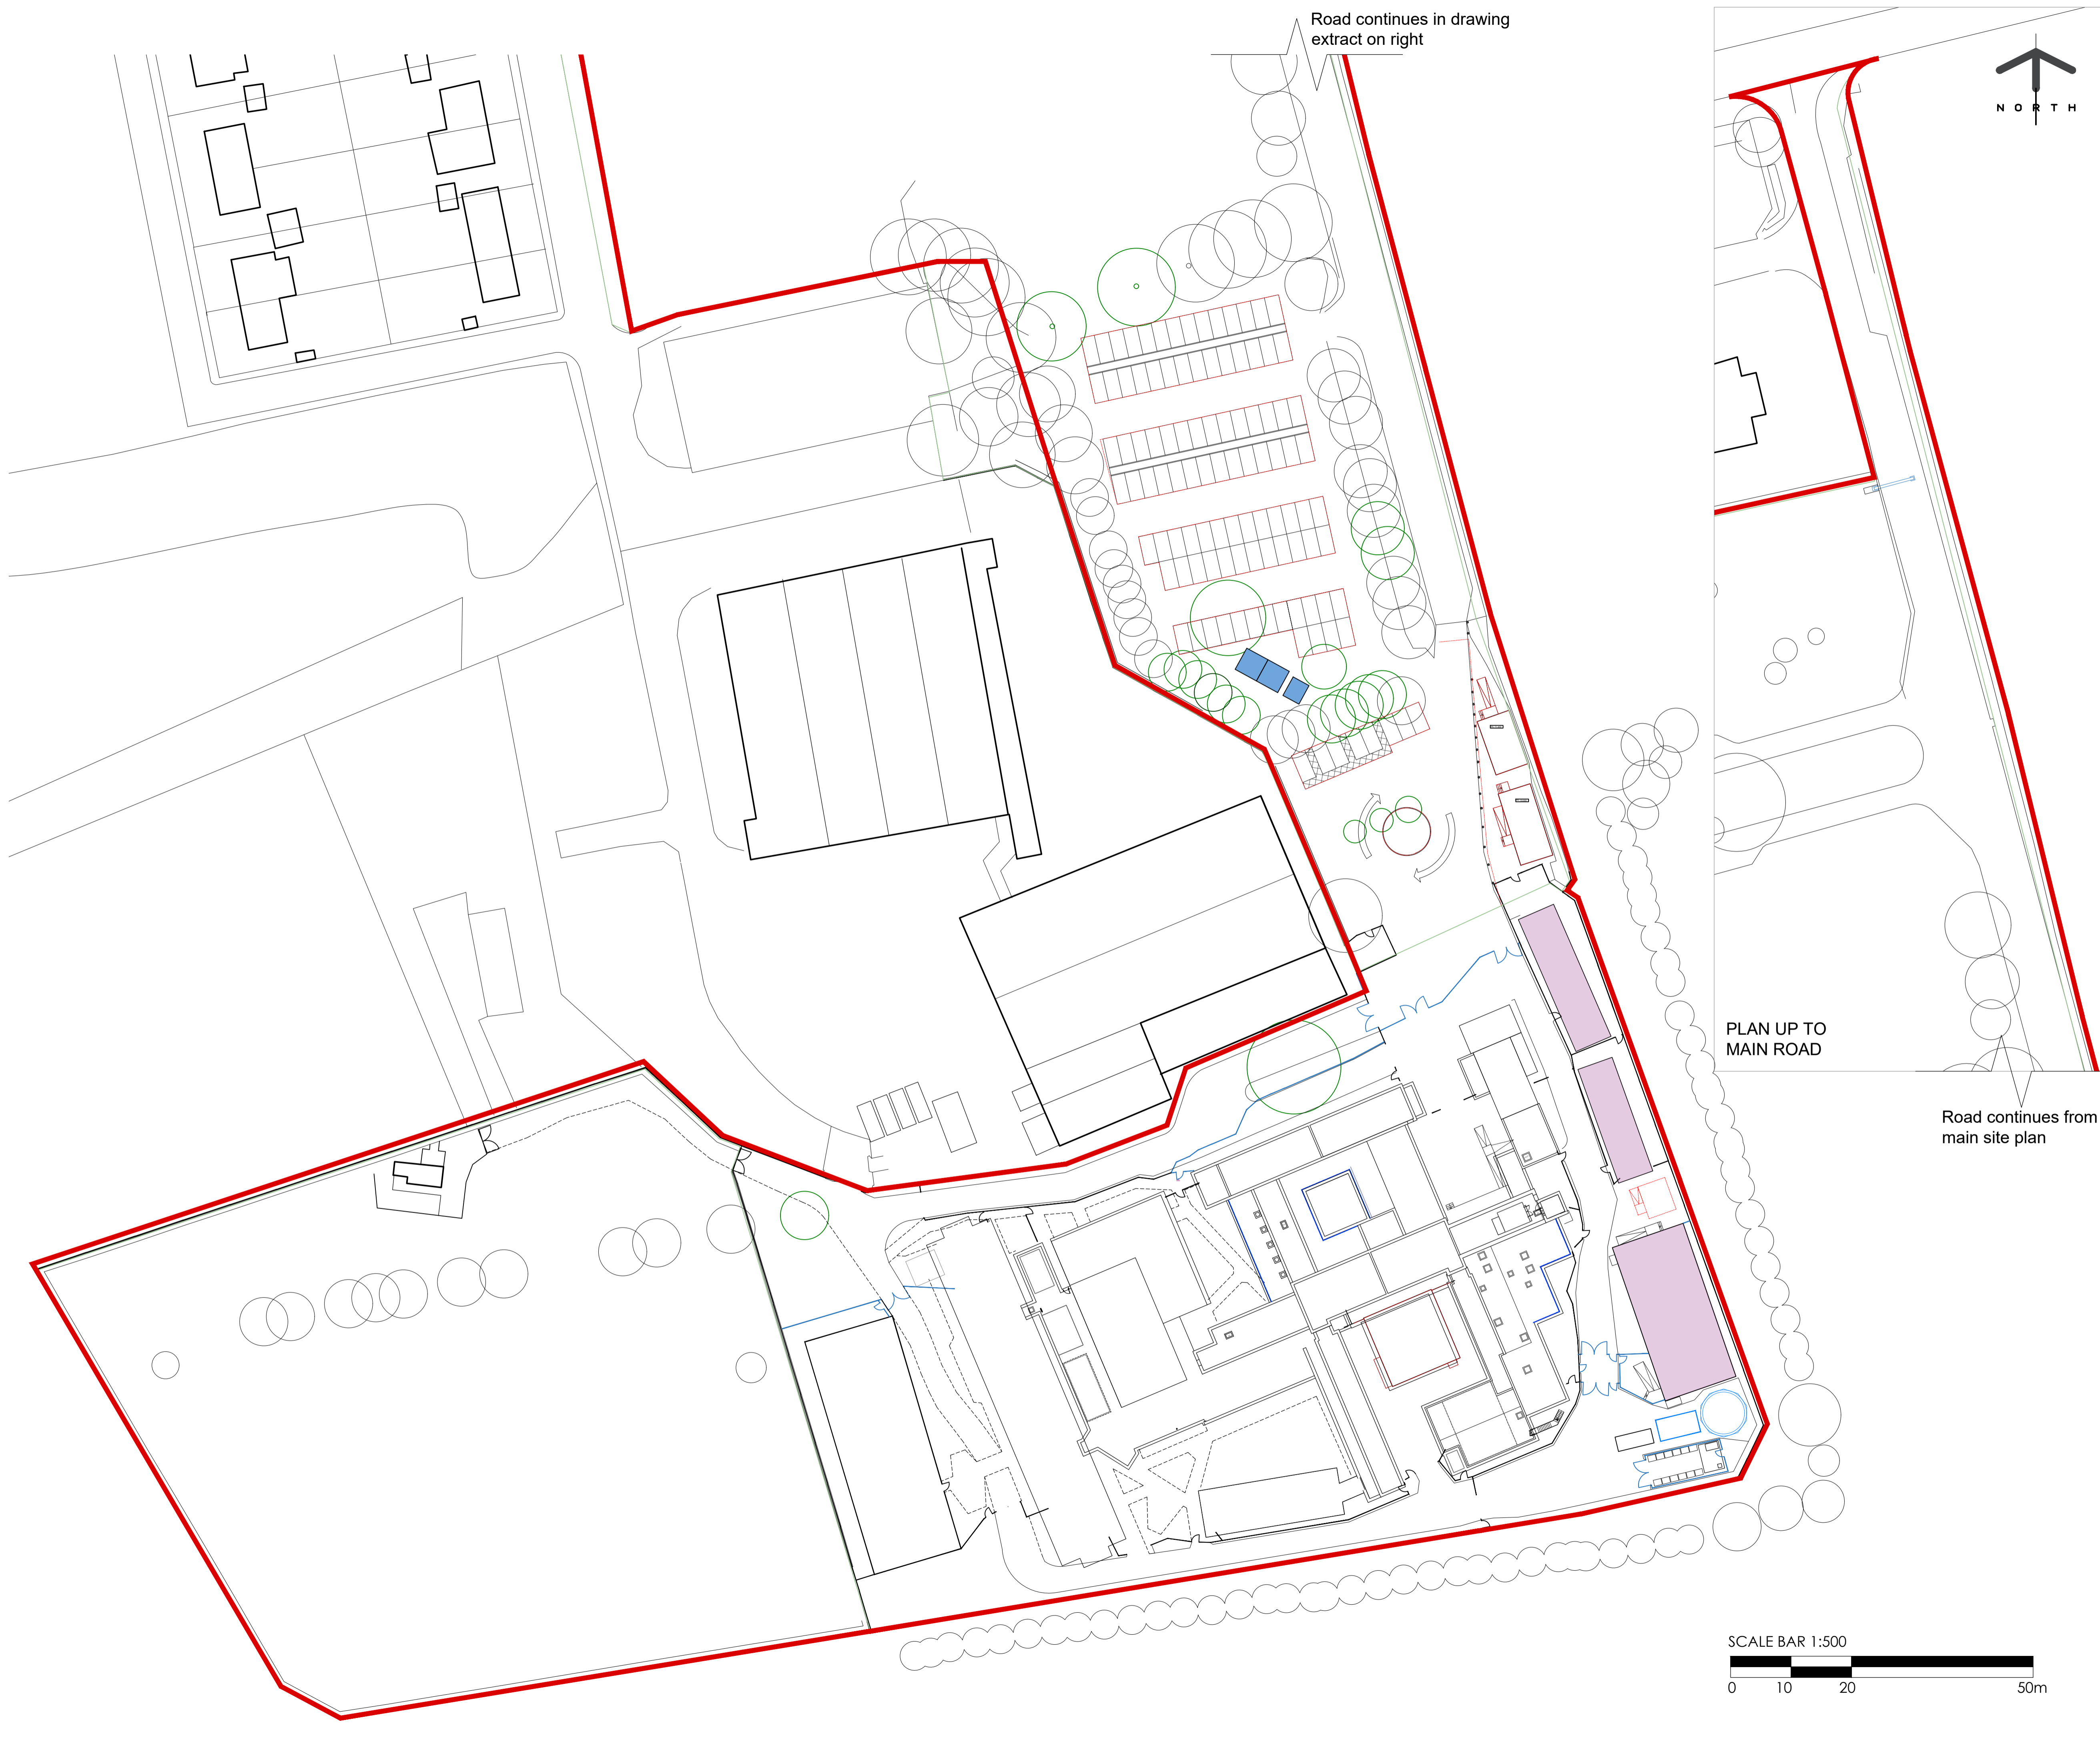 Road continues in drawing
extract on right
NORTH
PLAN UP TO
MAIN ROAD
Road continues from
main site plan
SCALE BAR 1:500
0 10 20 50m